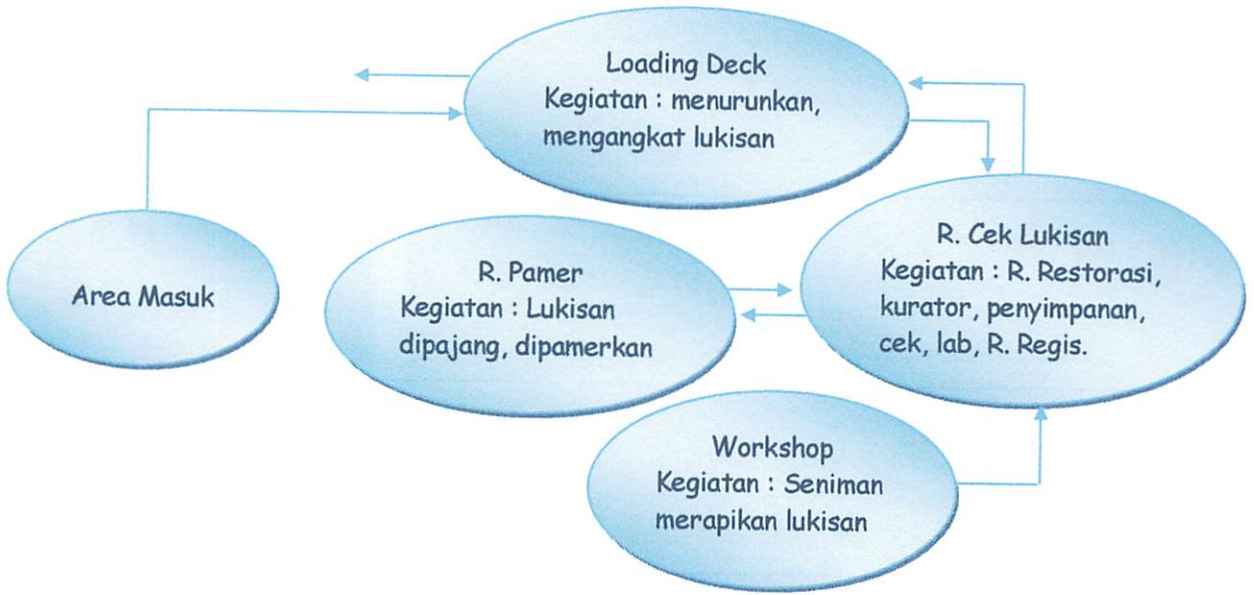 Loading Deck
Kegiatan : menurunkan,
mengangkat lukisan
Area Masuk
R. Pamer
Kegiatan : Lukisan
dipajang, dipamerkan
R. Cek Lukisan
Kegiatan : R. Restorasi,
kurator, penyimpanan,
cek, lab, R. Regis.
Workshop
Kegiatan : Seniman
merapikan lukisan